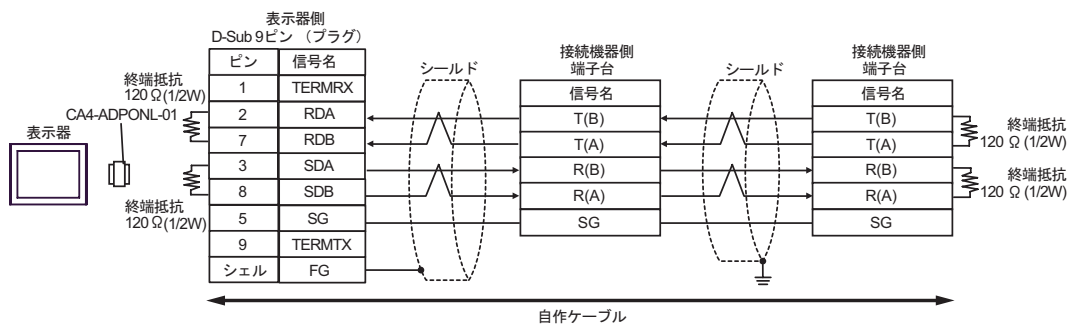 表示器側
D-Sub 9ピン （プラグ）
ピン 信号名
1 TERMRX
2 RDA
7 RDB
3 SDA
8 SDB
5 SG
9 TERMTX
シェル FG
終端抵抗
120 Ω(1/2W)
CA4-ADPONL-01
表示器
終端抵抗
120 Ω(1/2W)
シールド
接続機器側
端子台
信号名
T(B)
T(A)
R(B)
R(A)
SG
シールド
接続機器側
端子台
信号名
T(B)
T(A)
R(B)
R(A)
SG
終端抵抗
120 Ω (1/2W)
終端抵抗
120 Ω (1/2W)
自作ケーブル